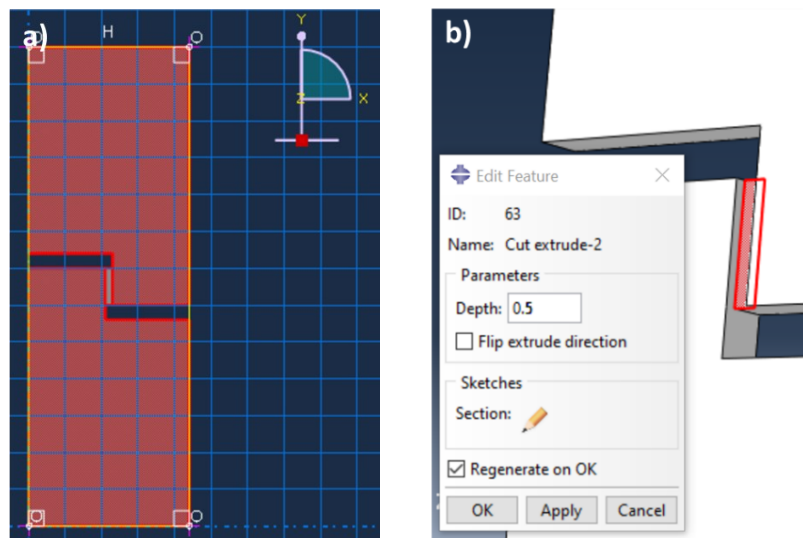 a)
H
Y
Z
X
b)
Edit Feature
ID: 63
Name: Cut extrude-2
Parameters
Depth: 0.5
Flip extrude direction
Sketches
Section:
Regenerate on OK
OK Apply Cancel